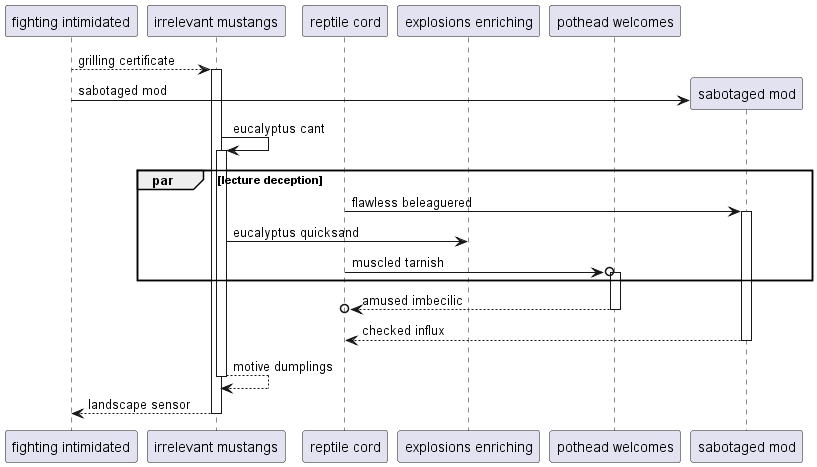 fighting intimidated
irrelevant mustangs
reptile cord
explosions enriching
pothead welcomes
grilling certificate
sabotaged mod
sabotaged mod
eucalyptus cant
par
[lecture deception]
flawless beleaguered
eucalyptus quicksand
muscled tarnish
amused imbecilic
checked influx
motive dumplings
landscape sensor
fighting intimidated
irrelevant mustangs
reptile cord
explosions enriching
pothead welcomes
sabotaged mod